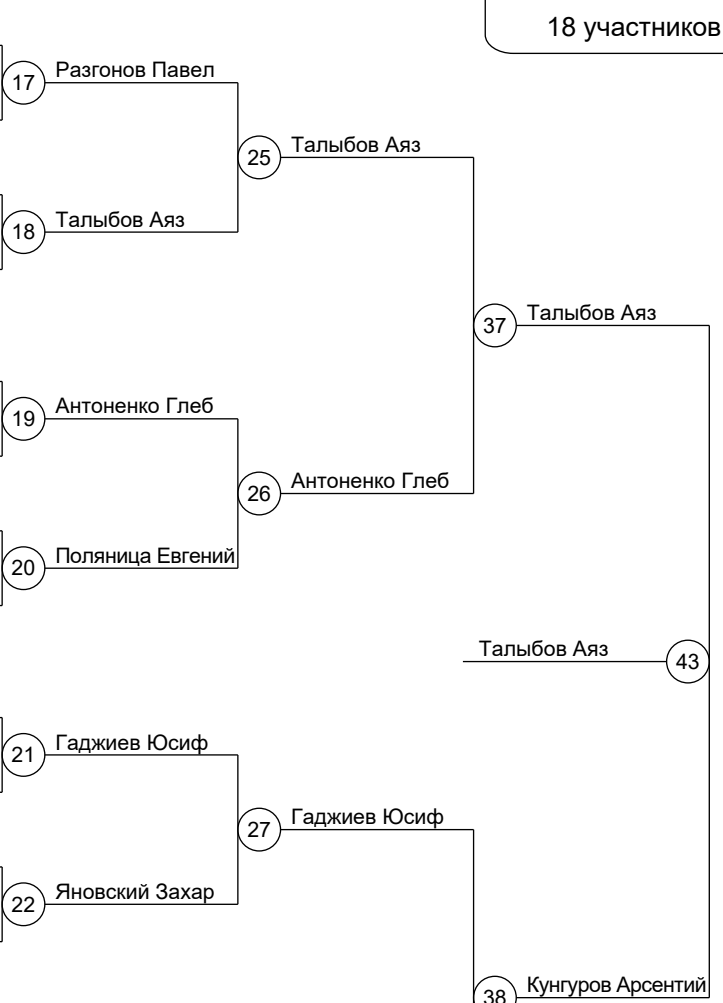 18 участников
17 Разгонов Павел
25 Талыбов Аяз
18 Талыбов Аяз
37 Талыбов Аяз
19 Антоненко Глеб
26 Антоненко Глеб
20 Поляница Евгений
Талыбов Аяз 43
21 Гаджиев Юсиф
27 Гаджиев Юсиф
22 Яновский Захар
38 Кунгуров Арсентий